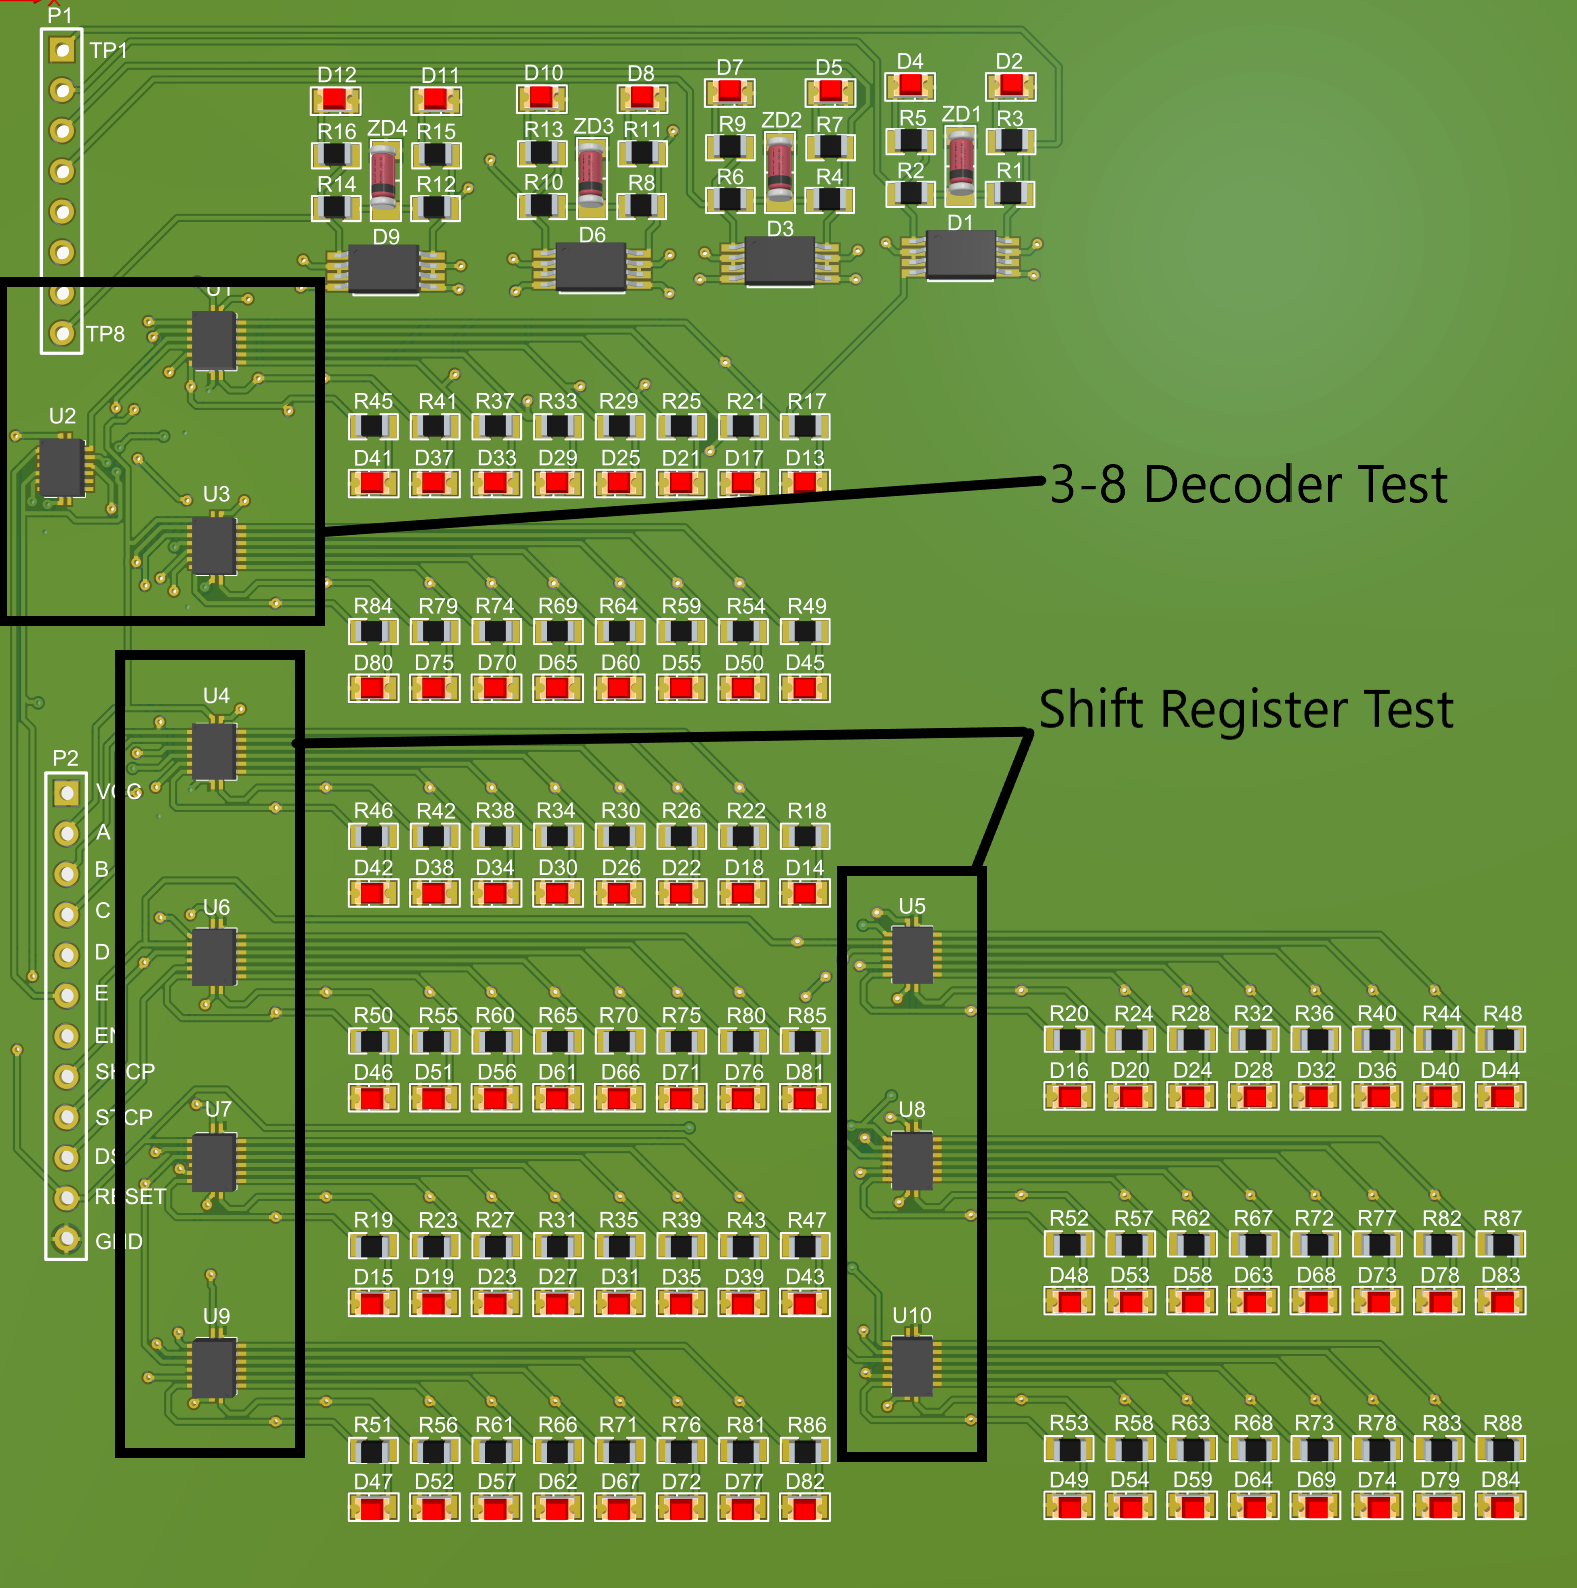 P1
TP1
D12 D11 D10 D8 D7 D5 D4 D2
R16 ZD4 R15 R13 ZD3 R11 R9 ZD2 R7 R5 ZD1 R3
R14 R12 R10 R8 R6 R4 R2 R1
D9 D6 D3 D1
U1
TP8
U2
R45 R41 R37 R33 R29 R25 R21 R17
D41 D37 D33 D29 D25 D21 D17 D13
3-8 Decoder Test
U3
R84 R79 R74 R69 R64 R59 R54 R49
D80 D75 D70 D65 D60 D55 D50 D45
U4
Shift Register Test
P2
VCC
R46 R42 R38 R34 R30 R26 R22 R18
A
D42 D38 D34 D30 D26 D22 D18 D14
B
C
U6
U5
D
E
R50 R55 R60 R65 R70 R75 R80 R85
R20 R24 R28 R32 R36 R40 R44 R48
EN
SHCP
D46 D51 D56 D61 D66 D71 D76 D81
D16 D20 D24 D28 D32 D36 D40 D44
STCP
U7
U8
DS
RESET
R19 R23 R27 R31 R35 R39 R43 R47
R52 R57 R62 R67 R72 R77 R82 R87
GND
D15 D19 D23 D27 D31 D35 D39 D43
D48 D53 D58 D63 D68 D73 D78 D83
U9
U10
R51 R56 R61 R66 R71 R76 R81 R86
R53 R58 R63 R68 R73 R78 R83 R88
D47 D52 D57 D62 D67 D72 D77 D82
D49 D54 D59 D64 D69 D74 D79 D84